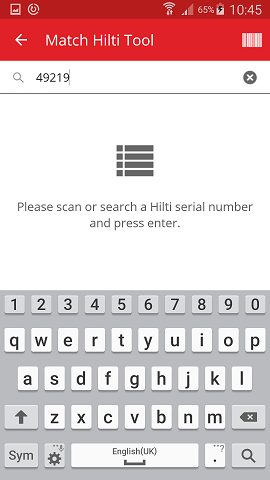 65% 10:45
Match Hilti Tool
49219
Please scan or search a Hilti serial number
and press enter.
1 2 3 4 5 6 7 8 9 0
q w e r t y u i o p
a s d f g h j k l
z x c v b n m
Sym English(UK) . ,?